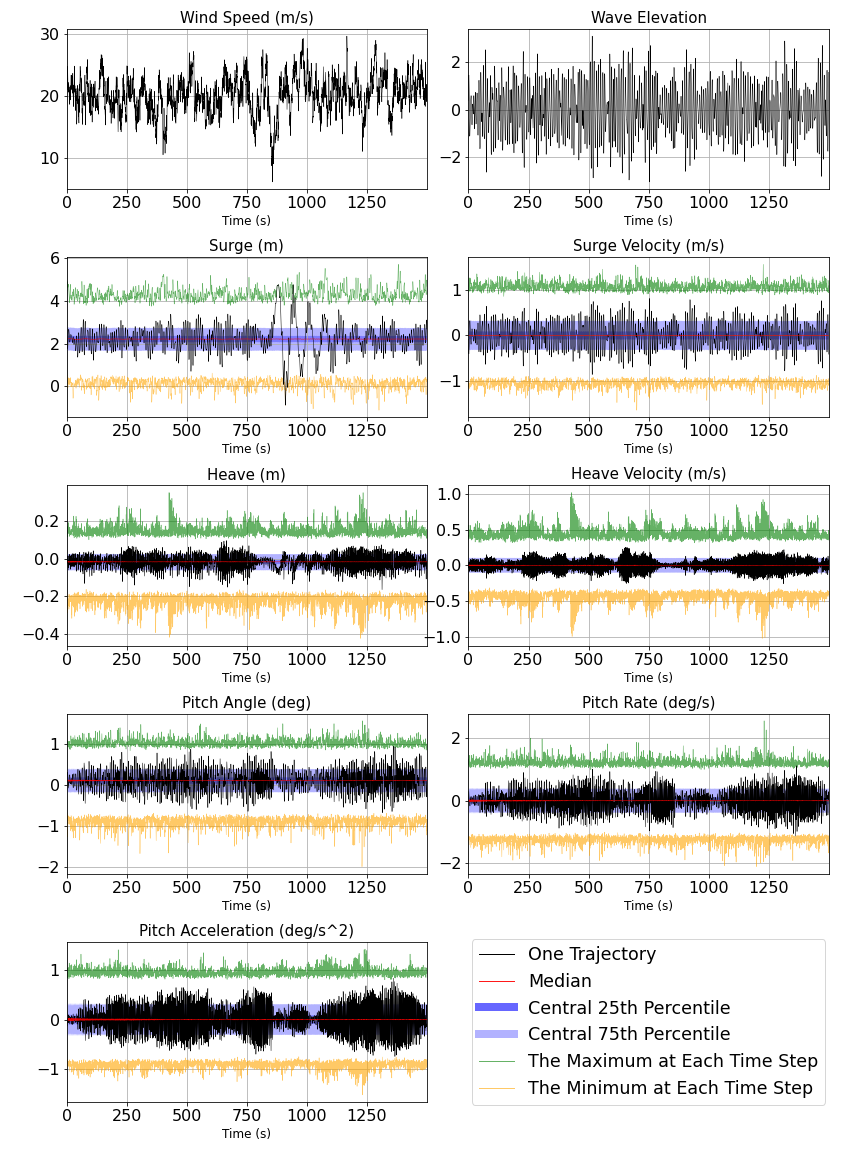 Wind Speed (m/s) Wave Elevation
30
20
10
2
0
−2
0 250 500 750 1000 1250 0 250 500 750 1000 1250
Time (s) Time (s)
Surge (m) Surge Velocity (m/s)
6
4
2
0
1
0
−1
0 250 500 750 1000 1250 0 250 500 750 1000 1250
Time (s) Time (s)
Heave (m) Heave Velocity (m/s)
0.2
0.0
−0.2
−0.4
1.0
0.5
0.0
−0.5
−1.0
0 250 500 750 1000 1250 0 250 500 750 1000 1250
Time (s) Time (s)
Pitch Angle (deg) Pitch Rate (deg/s)
1
0
−1
−2
2
0
−2
0 250 500 750 1000 1250 0 250 500 750 1000 1250
Time (s) Time (s)
Pitch Acceleration (deg/s^2)
1
0
−1
0 250 500 750 1000 1250
Time (s)
One Trajectory
Median
Central 25th Percentile
Central 75th Percentile
The Maximum at Each Time Step
The Minimum at Each Time Step